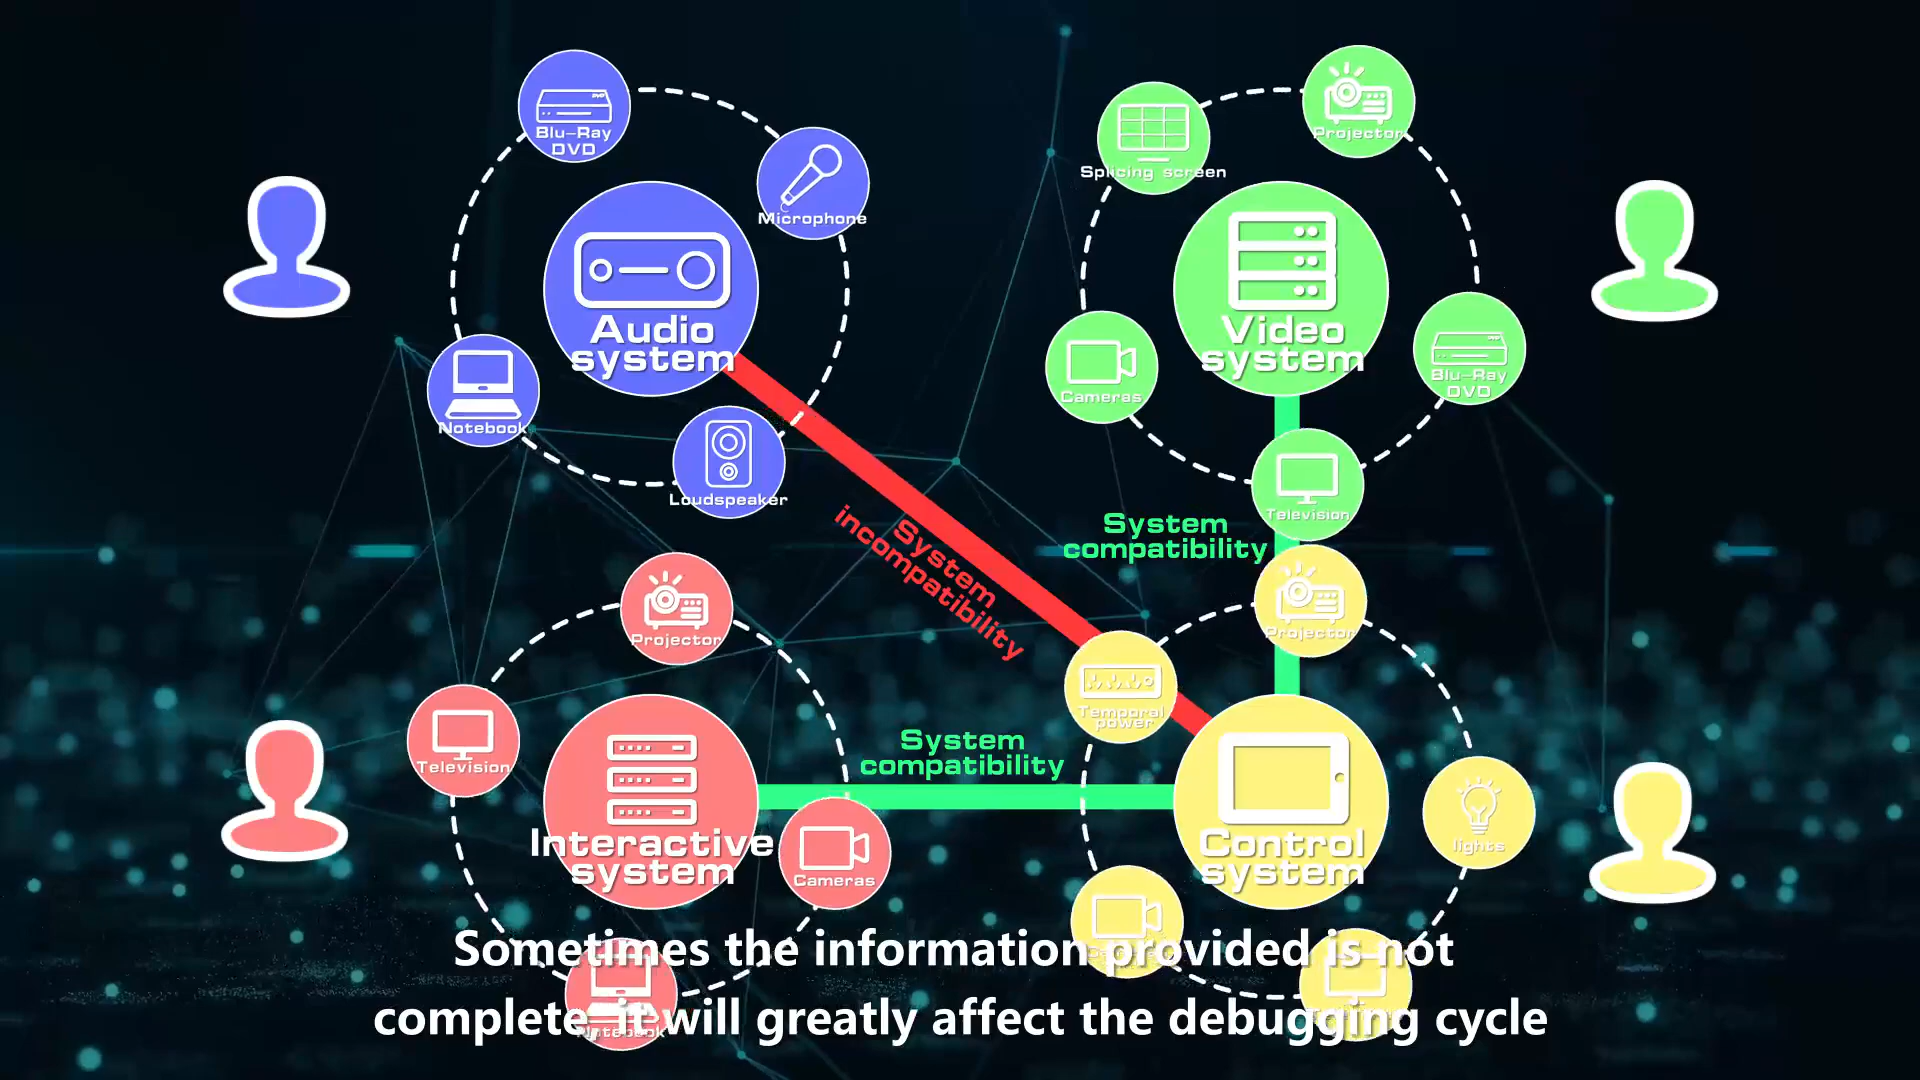 Blu-Ray
DVD
Microphone
Audio
system
Notebook
Loudspeaker
Splicing screen
Projector
Video
system
Cameras
Blu-Ray
DVD
Television
System
incompatibility
System
compatibility
Projector
Television
Interactive
system
Cameras
Notebook
System
compatibility
Projector
Temporal
power
Control
system
lights
Sometimes the information provided is not
complete, it will greatly affect the debugging cycle